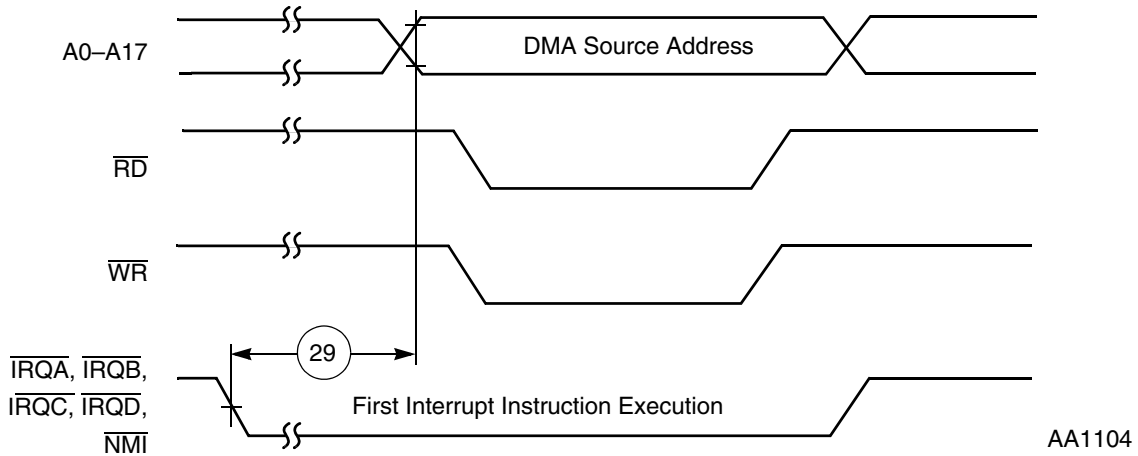 A0–A17
DMA Source Address
RD
WR
29
IRQA, IRQB,
IRQC, IRQD,
NMI
First Interrupt Instruction Execution
AA1104